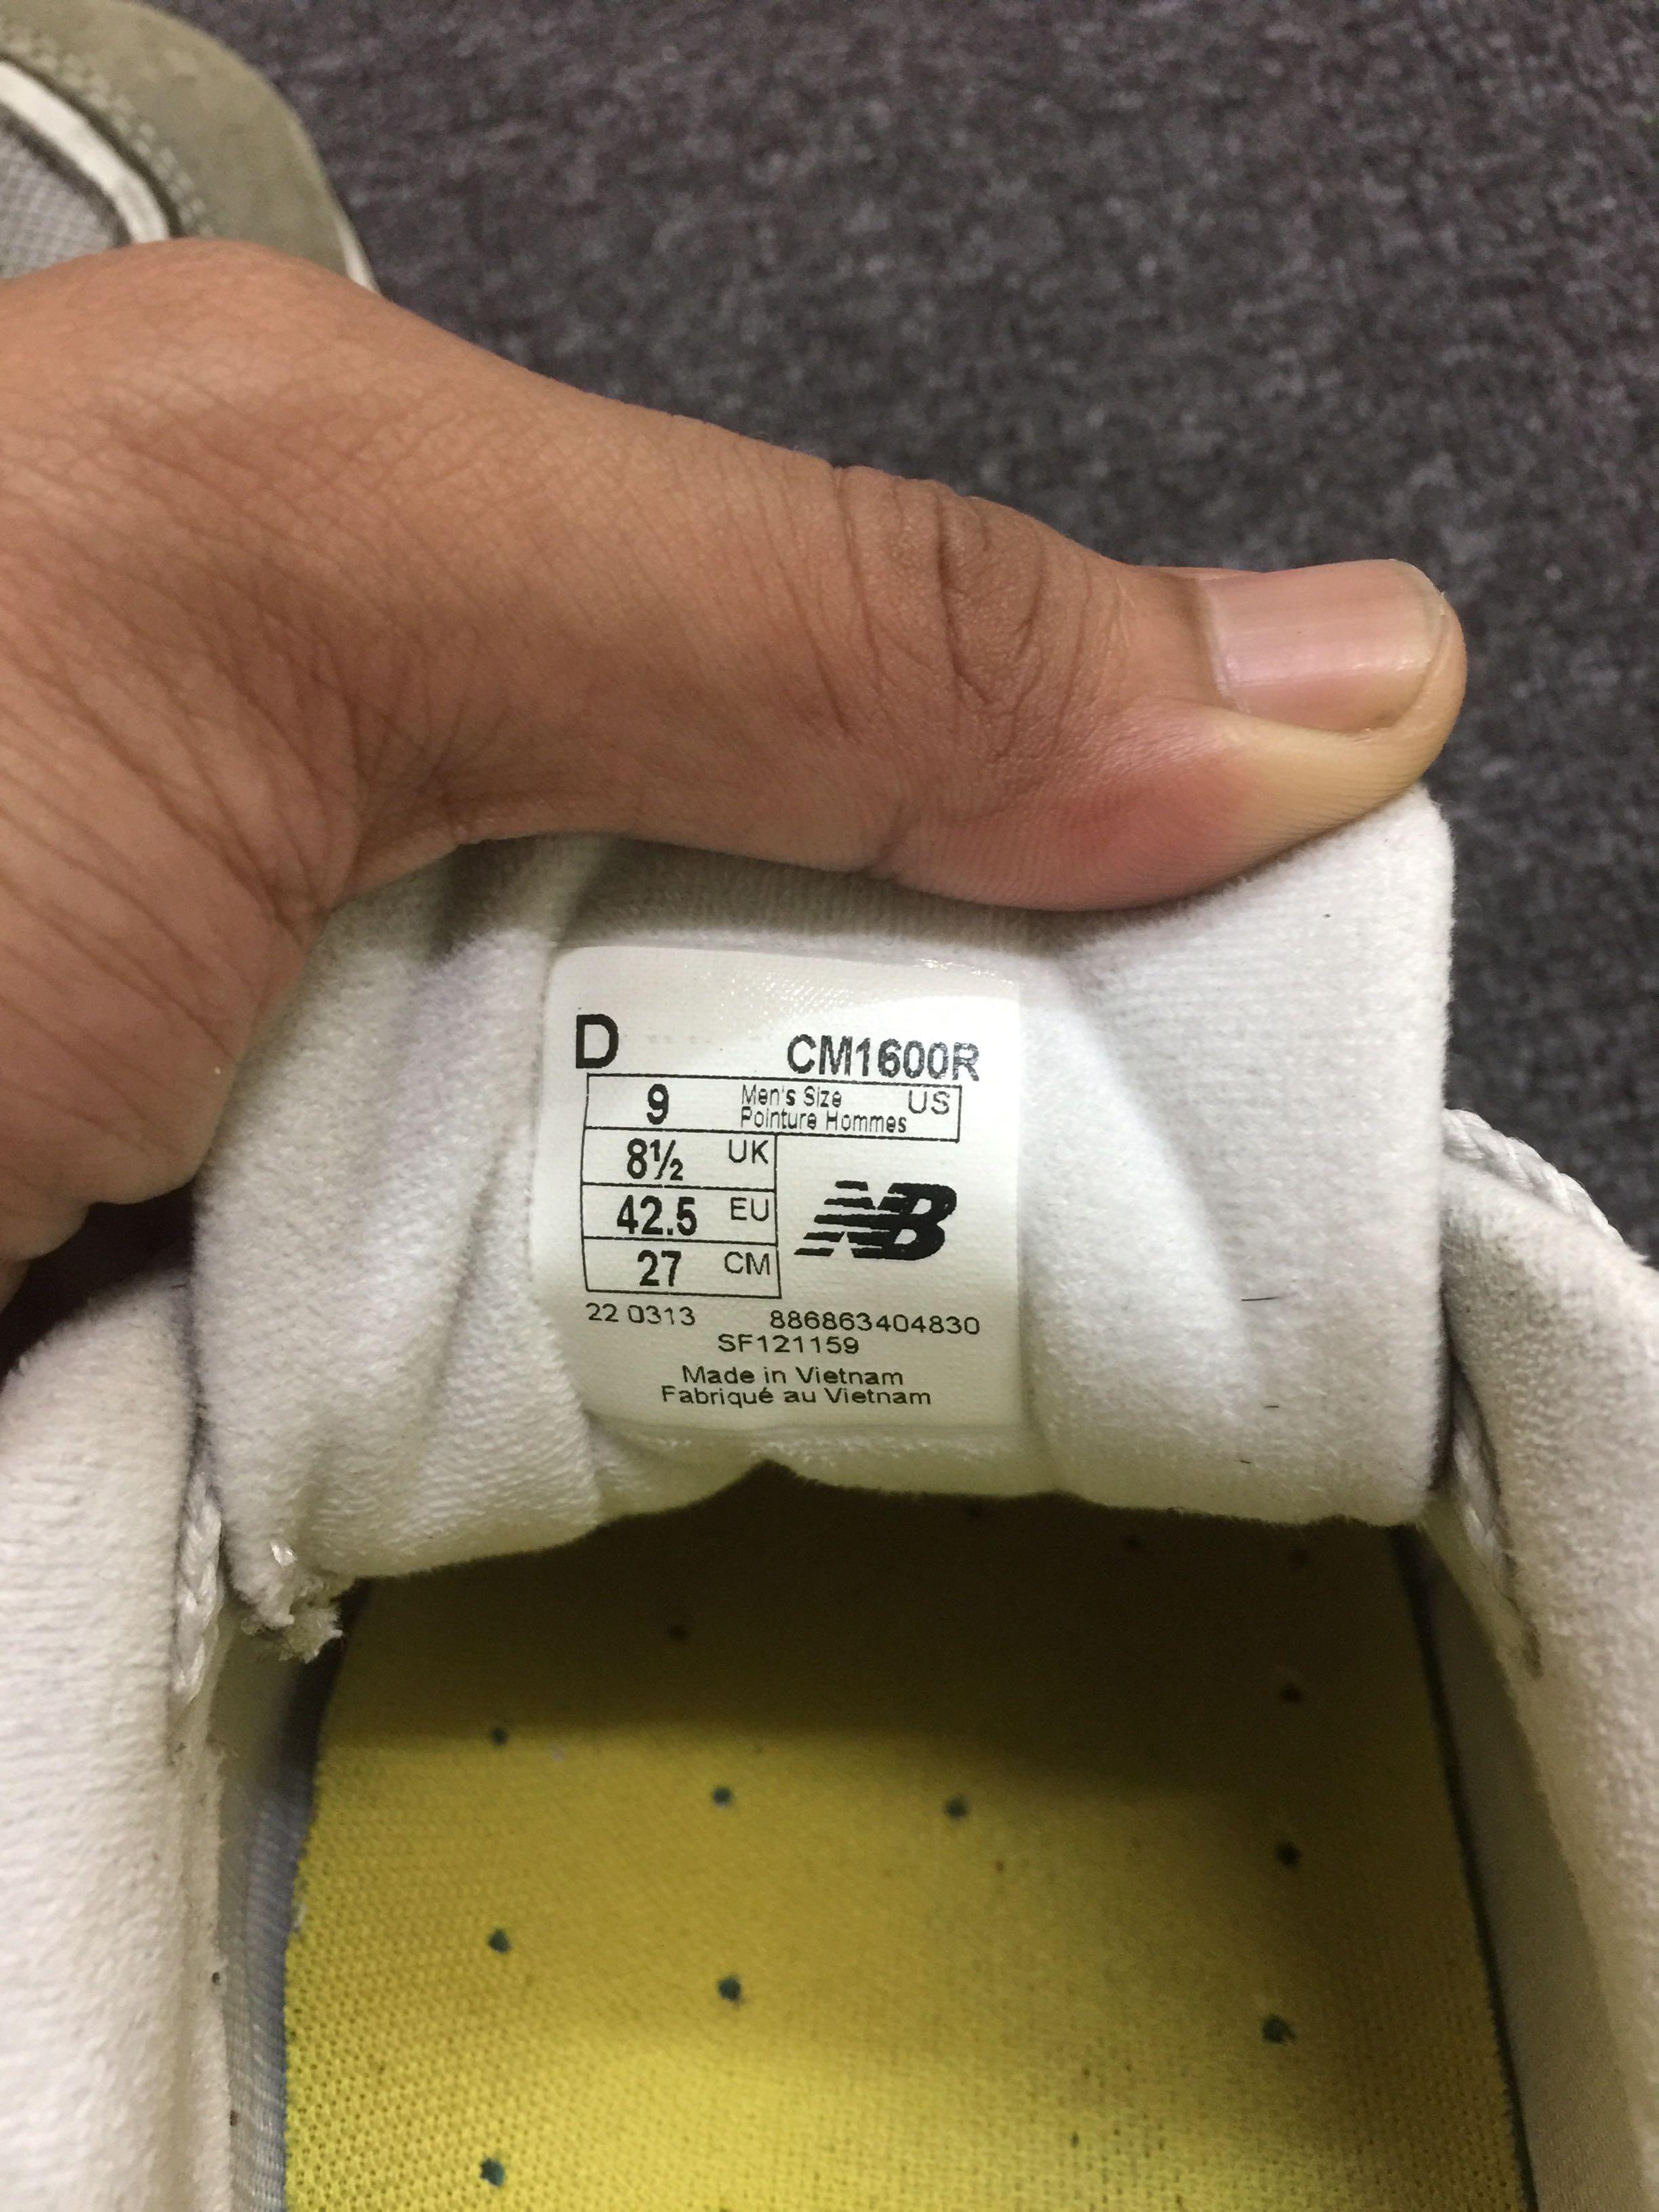 D CM1600R
9 Men's Size US
Pointure Hommes
8½ UK
42.5 EU
27 CM
NB
22 0313 886863404830
SF121159
Made in Vietnam
Fabriqué au Vietnam